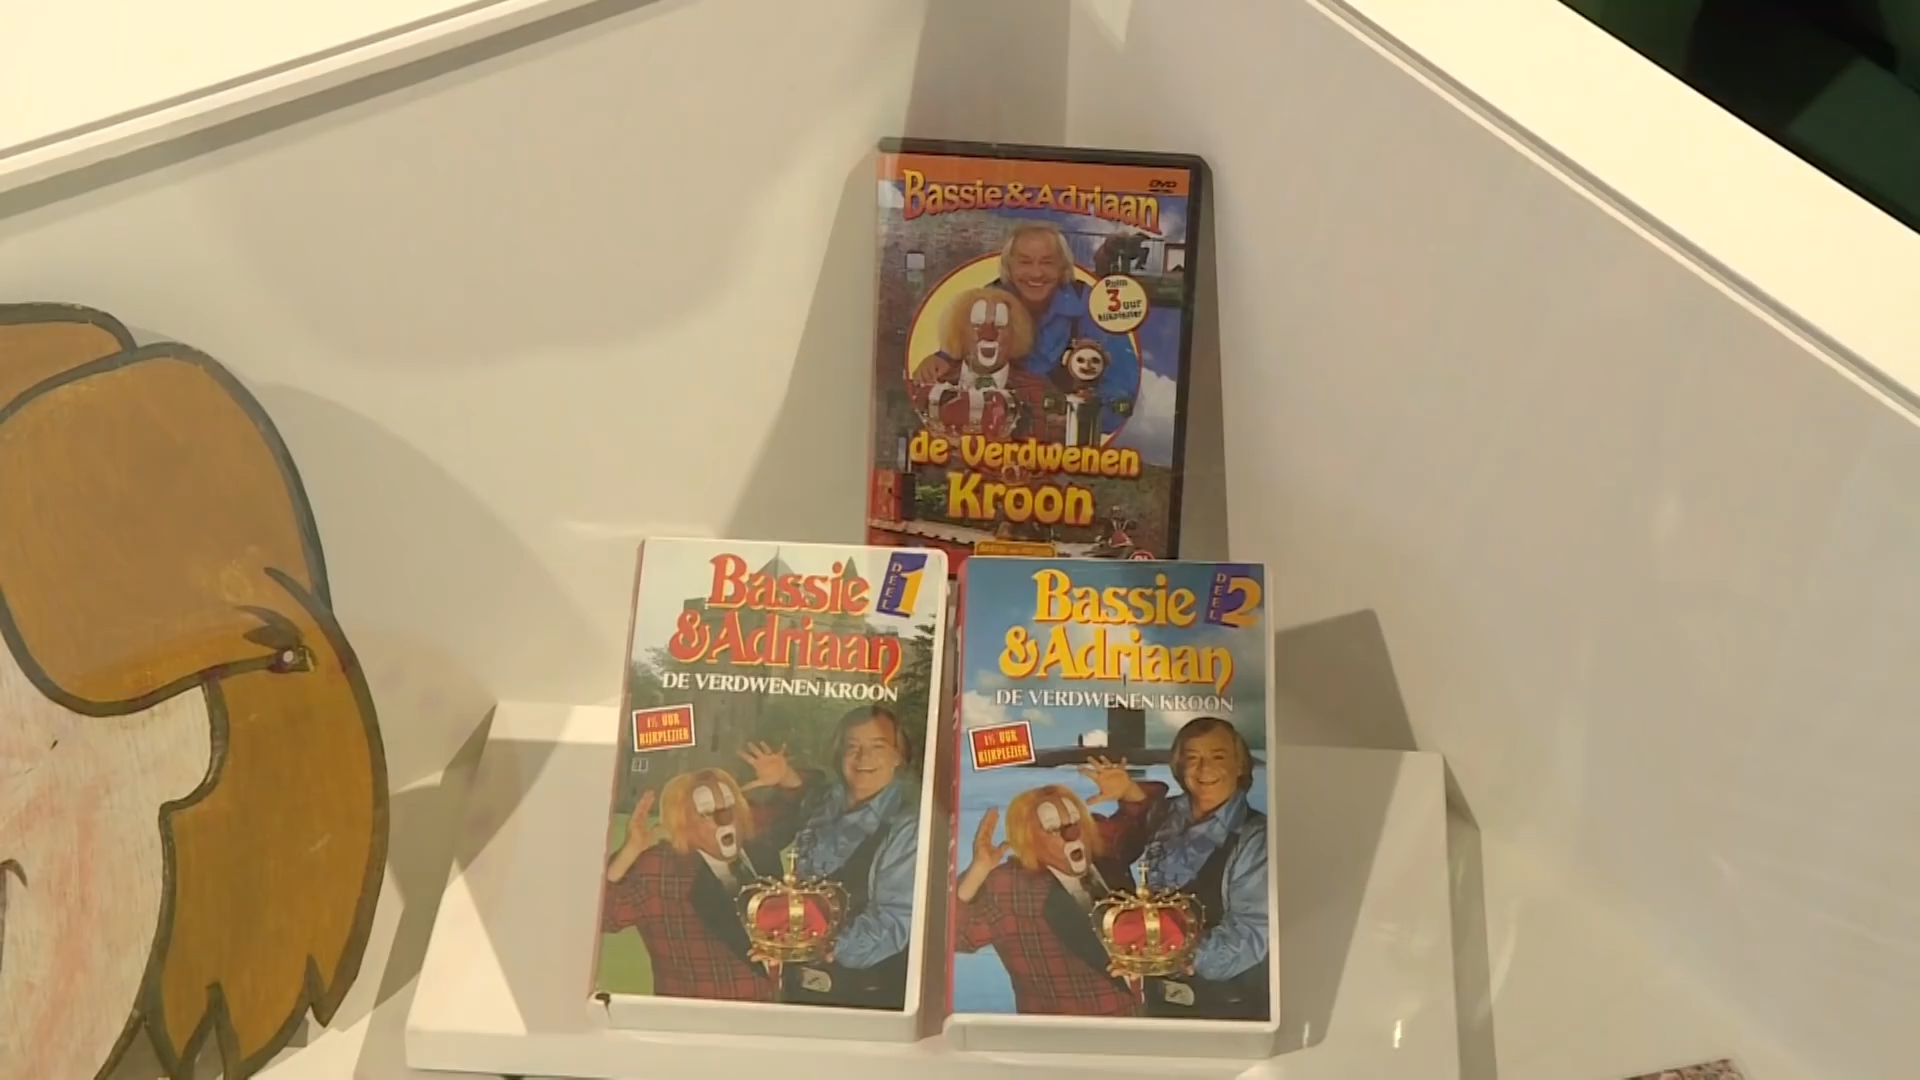 Bassie & Adriaan
DVD
Ruim
3 uur
kijkplezier
de Verdwenen
Kroon
Bassie
& Adriaan
DEEL 1
DE VERDWENEN KROON
1½ UUR
KIJKPLEZIER
Bassie
& Adriaan
DEEL 2
DE VERDWENEN KROON
1½ UUR
KIJKPLEZIER